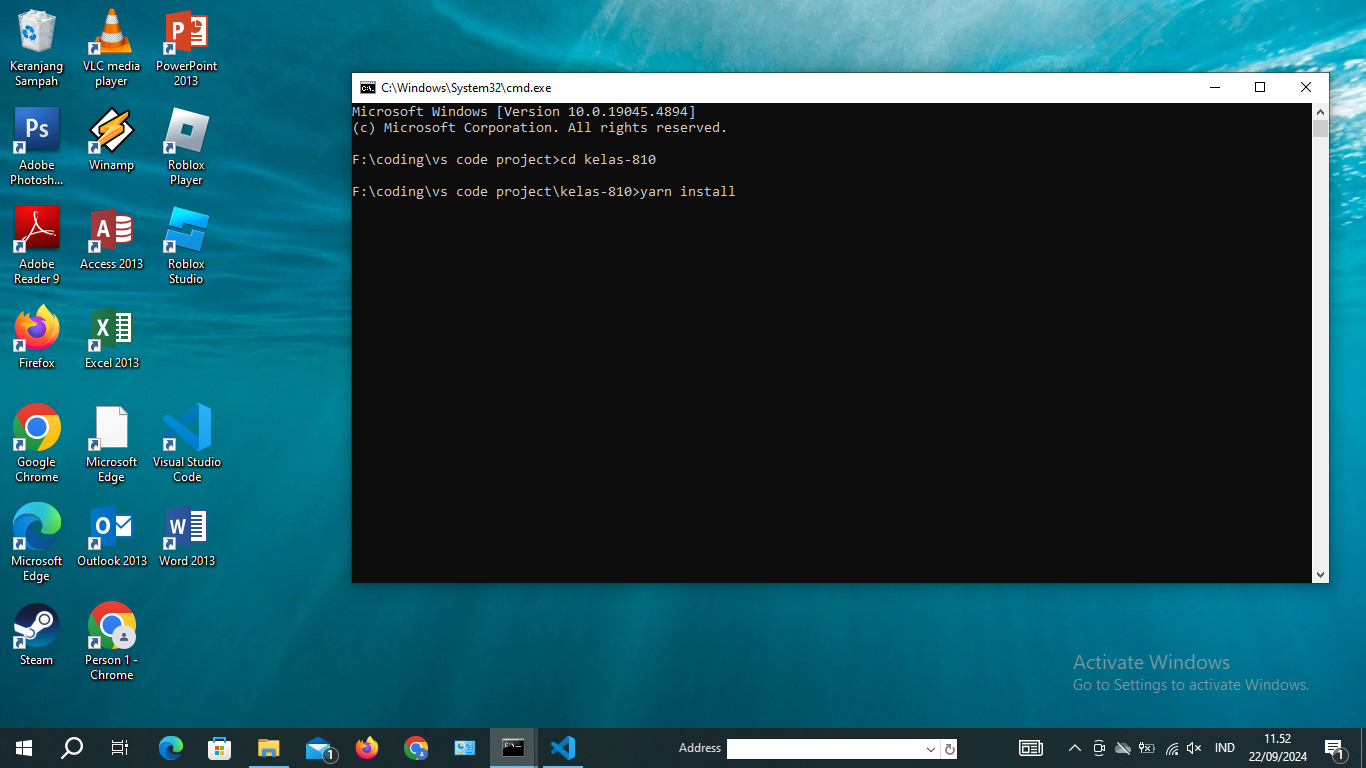 Keranjang
Sampah
VLC media
player
PowerPoint
2013
Adobe
Photosh...
Winamp
Roblox
Player
Adobe
Reader 9
Access 2013
Roblox
Studio
Firefox
Excel 2013
Google
Chrome
Microsoft
Edge
Visual Studio
Code
Microsoft
Edge
Outlook 2013
Word 2013
Steam
Person 1 -
Chrome
C:\Windows\System32\cmd.exe
Microsoft Windows [Version 10.0.19045.4894]
(c) Microsoft Corporation. All rights reserved.
F:\coding\vs code project>cd kelas-810
F:\coding\vs code project\kelas-810>yarn install
Activate Windows
Go to Settings to activate Windows.
Address
IND
11.52
22/09/2024
1
1